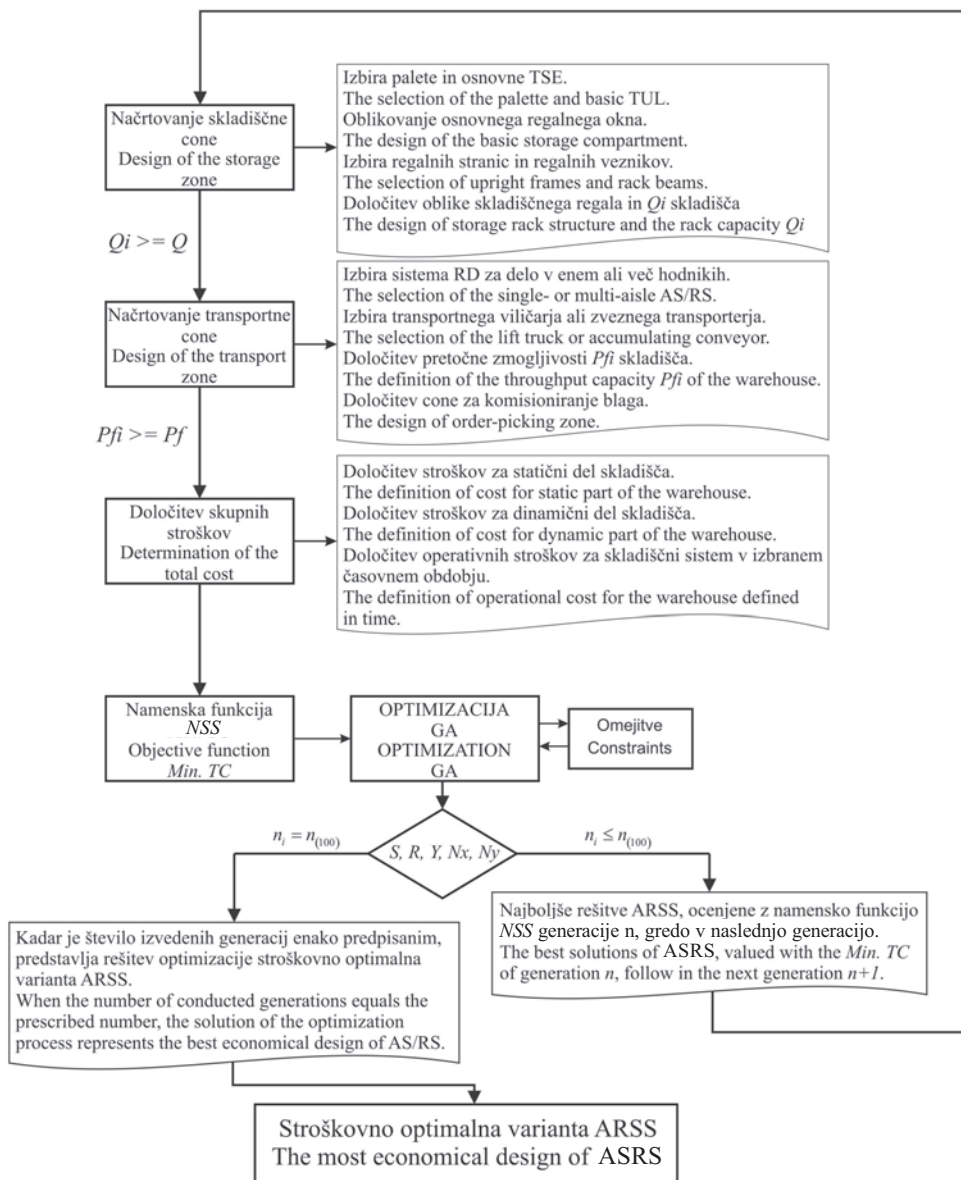 Načrtovanje skladiščne
cone
Design of the storage
zone
Izbira palete in osnovne TSE.
The selection of the palette and basic TUL.
Oblikovanje osnovnega regalnega okna.
The design of the basic storage compartment.
Izbira regalnih stranic in regalnih veznikov.
The selection of upright frames and rack beams.
Določitev oblike skladiščnega regala in Qi skladišča
The design of storage rack structure and the rack capacity Qi
Qi >= Q
Načrtovanje transportne
cone
Design of the transport
zone
Izbira sistema RD za delo v enem ali več hodnikih.
The selection of the single- or multi-aisle AS/RS.
Izbira transportnega viličarja ali zveznega transporterja.
The selection of the lift truck or accumulating conveyor.
Določitev pretočne zmogljivosti Pfi skladišča.
The definition of the throughput capacity Pfi of the warehouse.
Določitev cone za komisioniranje blaga.
The design of order-picking zone.
Pfi >= Pf
Določitev skupnih
stroškov
Determination of the
total cost
Določitev stroškov za statični del skladišča.
The definition of cost for static part of the warehouse.
Določitev stroškov za dinamični del skladišča.
The definition of cost for dynamic part of the warehouse.
Določitev operativnih stroškov za skladiščni sistem v izbranem
časovnem obdobju.
The definition of operational cost for the warehouse defined
in time.
Namenska funkcija
NSS
Objective function
Min. TC
OPTIMIZACIJA
GA
OPTIMIZATION
GA
Omejitve
Constraints
n_i = n_(100)
S, R, Y, Nx, Ny
n_i ≤ n_(100)
Kadar je število izvedenih generacij enako predpisanim,
predstavlja rešitev optimizacije stroškovno optimalna
varianta ARSS.
When the number of conducted generations equals the
prescribed number, the solution of the optimization
process represents the best economical design of AS/RS.
Najboljše rešitve ARSS, ocenjene z namensko funkcijo
NSS generacije n, gredo v naslednjo generacijo.
The best solutions of ASRS, valued with the Min. TC
of generation n, follow in the next generation n+1.
Stroškovno optimalna varianta ARSS
The most economical design of ASRS